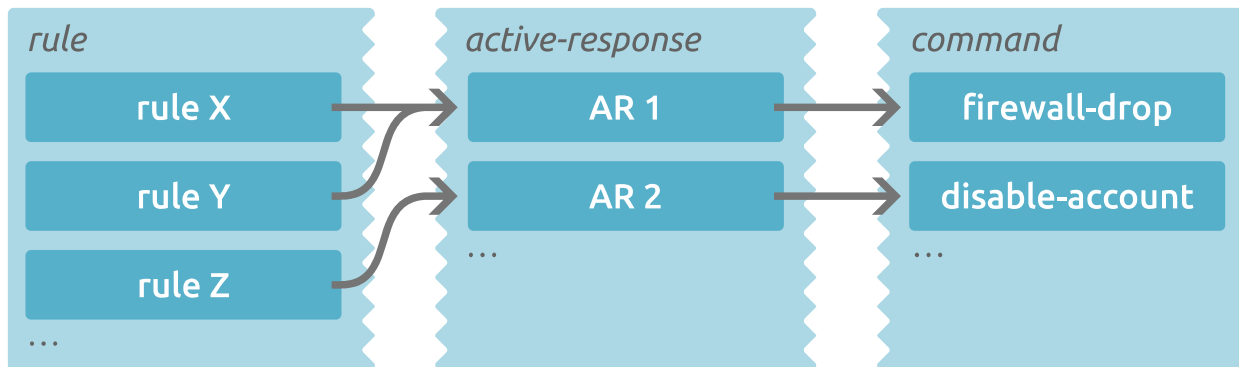 rule
rule X
rule Y
rule Z
...
active-response
AR 1
AR 2
...
command
firewall-drop
disable-account
...